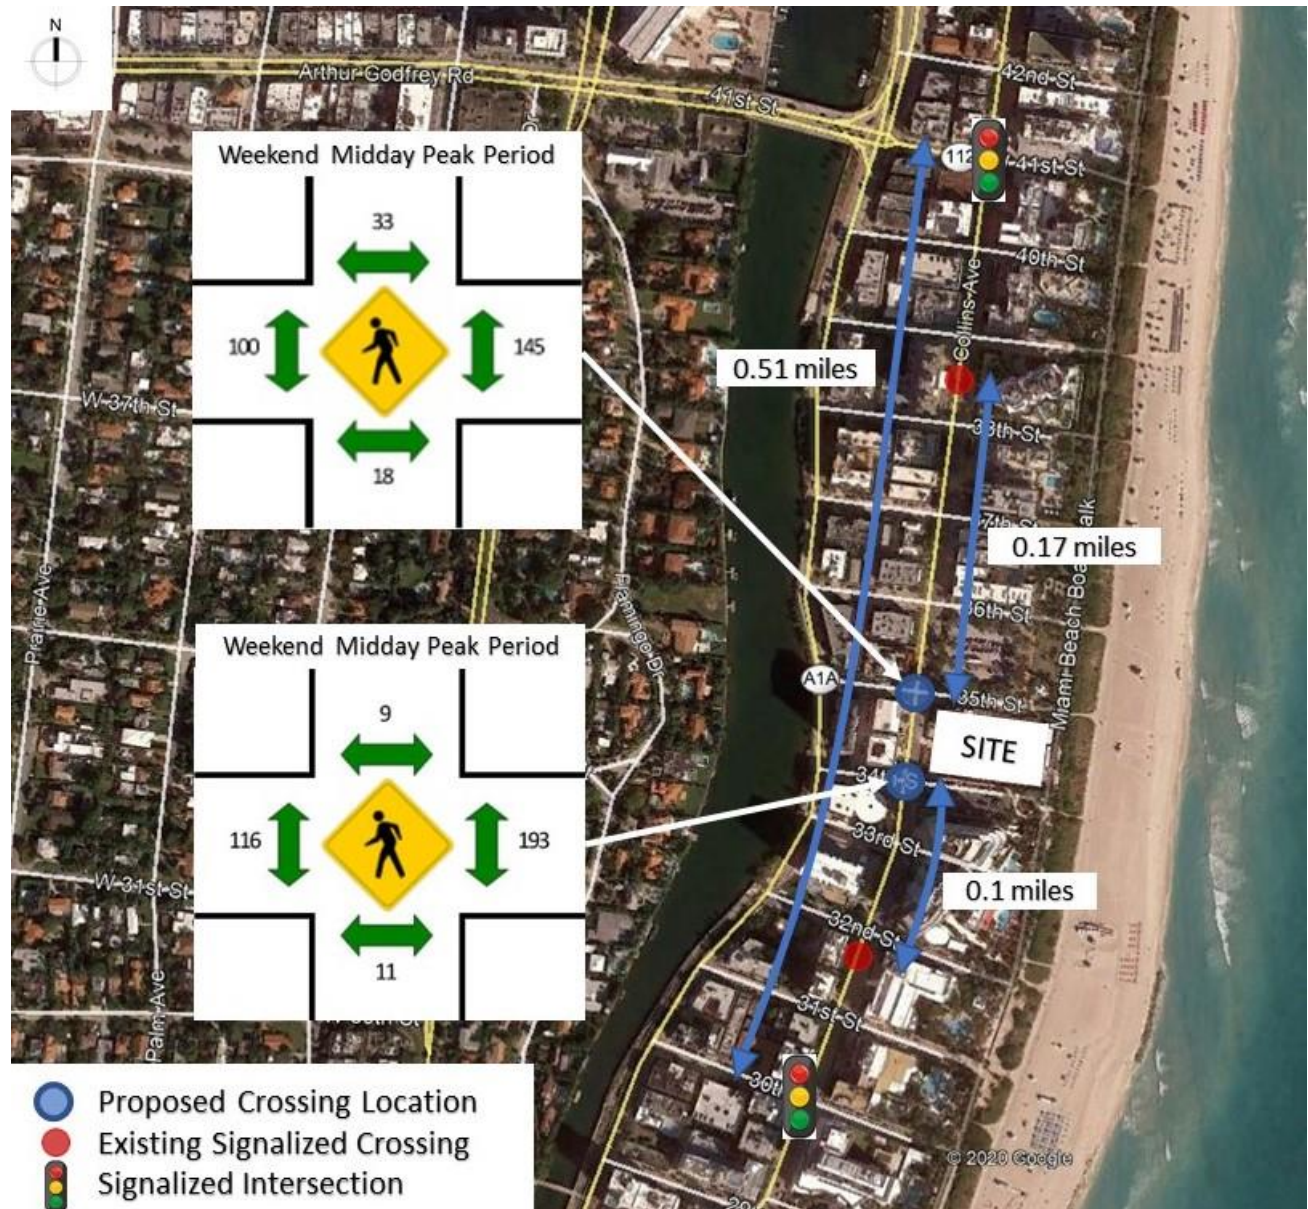 N
Arthur Godfrey Rd
41st St
42nd St
112
41st St
Weekend Midday Peak Period
33
100
145
18
40th St
Collins Ave
0.51 miles
W 37th St
38th St
0.17 miles
36th St
Miami Beach
Prairie Ave
Flamingo Dr
A1A
35th St
SITE
Weekend Midday Peak Period
9
116
193
11
33rd St
0.1 miles
W 31st St
32nd St
31st St
Palm Ave
30th
Proposed Crossing Location
Existing Signalized Crossing
Signalized Intersection
© 2020 Google